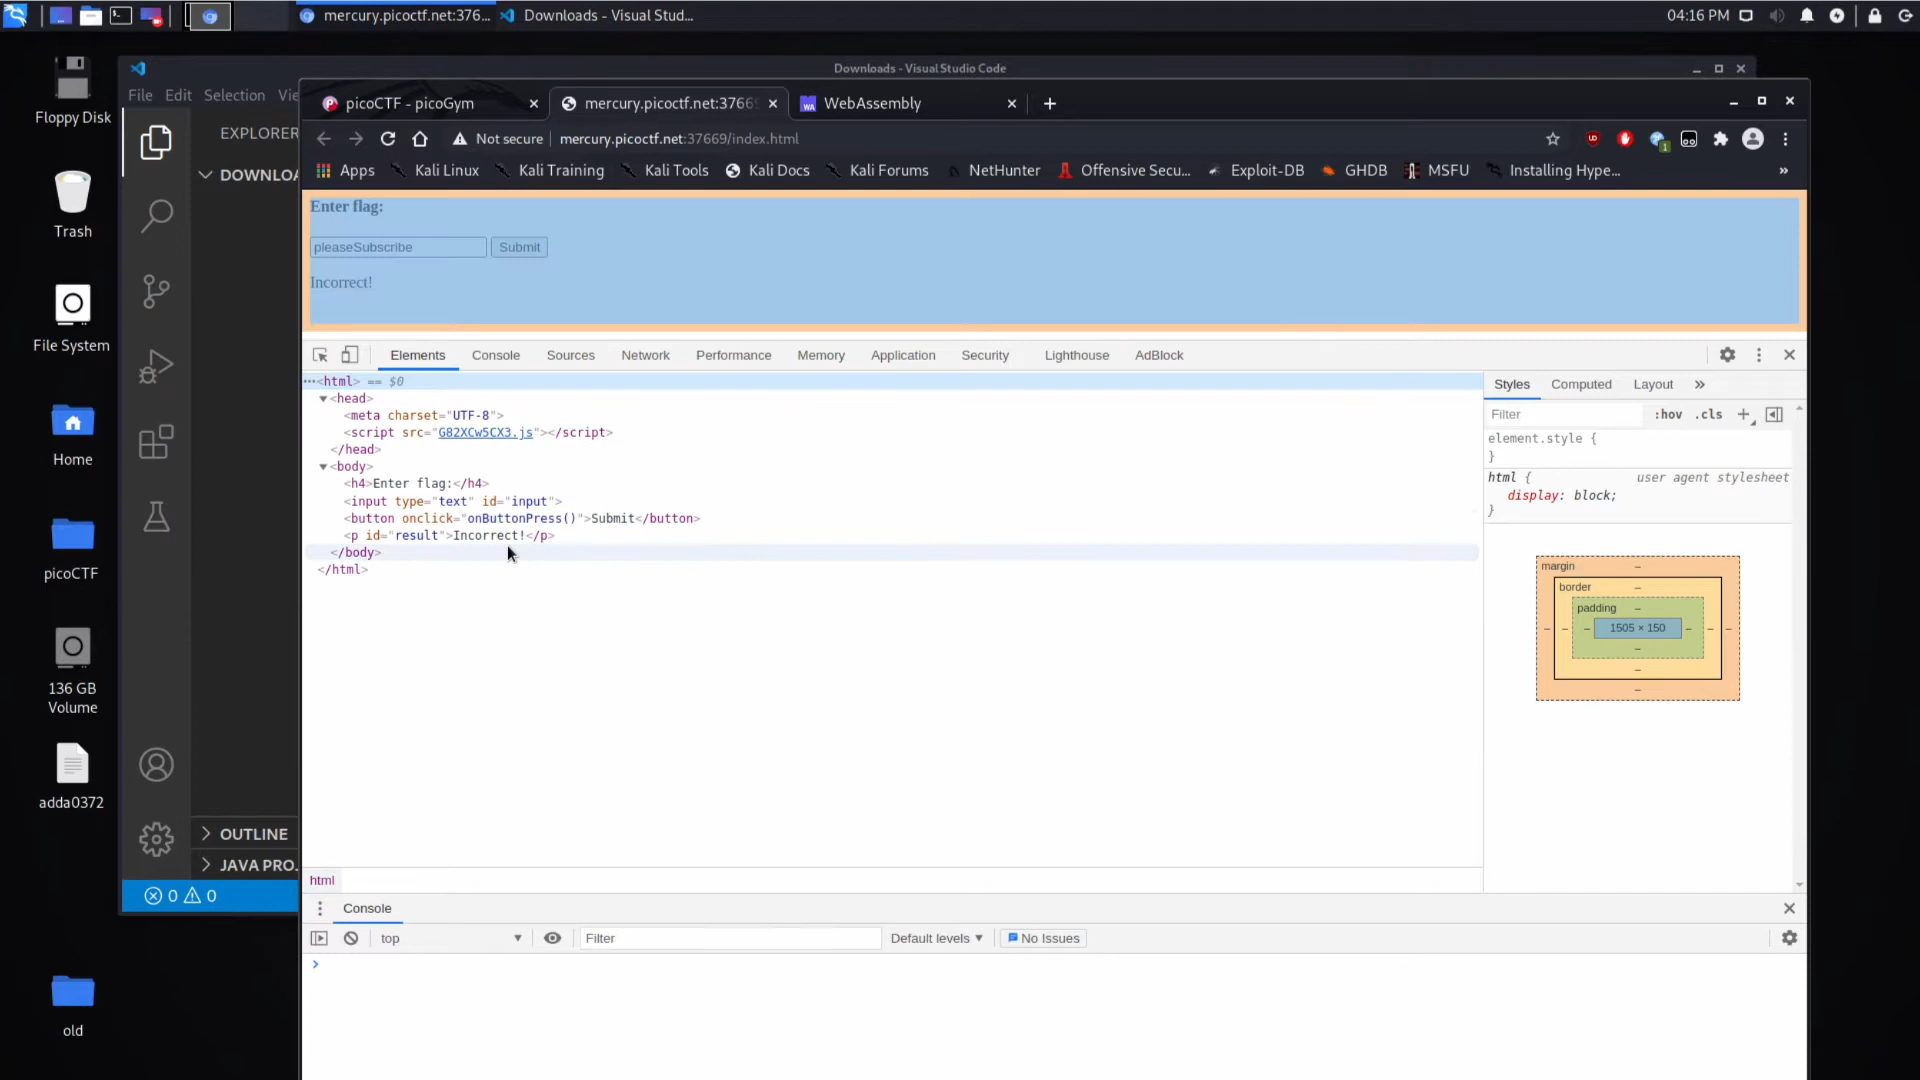 mercury.picoctf.net:376...
Downloads - Visual Stud...
04:16 PM
Floppy Disk
Trash
File System
Home
picoCTF
136 GB
Volume
adda0372
old
Downloads - Visual Studio Code
File Edit Selection Vie
EXPLORER
DOWNLOA
OUTLINE
JAVA PRO.
0 0
picoCTF - picoGym
mercury.picoctf.net:37669
WebAssembly
Not secure
mercury.picoctf.net:37669/index.html
1
Apps Kali Linux Kali Training Kali Tools Kali Docs Kali Forums NetHunter Offensive Secu... Exploit-DB GHDB MSFU Installing Hype... »
Enter flag:
pleaseSubscribe Submit
Incorrect!
Elements Console Sources Network Performance Memory Application Security Lighthouse AdBlock
<html> == $0
<head>
<meta charset="UTF-8">
<script src="G82XCw5CX3.js"></script>
</head>
<body>
<h4>Enter flag:</h4>
<input type="text" id="input">
<button onclick="onButtonPress()">Submit</button>
<p id="result">Incorrect!</p>
</body>
</html>
html
Styles Computed Layout »
Filter :hov .cls +
element.style {
}
html { user agent stylesheet
display: block;
}
margin –
border –
padding –
– – – 1505 × 150 – – –
–
–
–
Console
top Filter Default levels No Issues
>